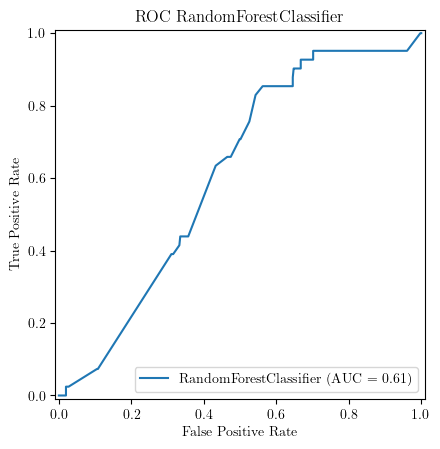 ROC RandomForestClassifier
1.0
0.8
0.6
0.4
0.2
0.0
True Positive Rate
RandomForestClassifier (AUC = 0.61)
0.0 0.2 0.4 0.6 0.8 1.0
False Positive Rate